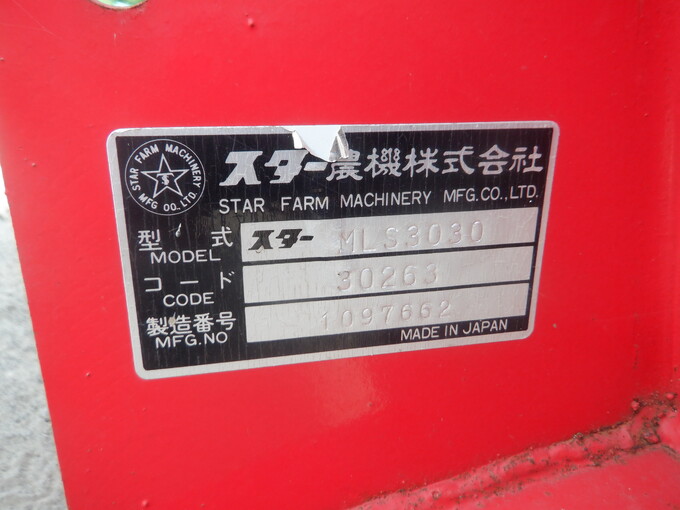 スター農機株式会社
STAR FARM MACHINERY MFG.CO.,LTD.
STAR FARM MACHINERY
MFG CO.,LTD.
型式 スター MLS3030
MODEL
コード 30263
CODE
製造番号 1097662
MFG.NO
MADE IN JAPAN